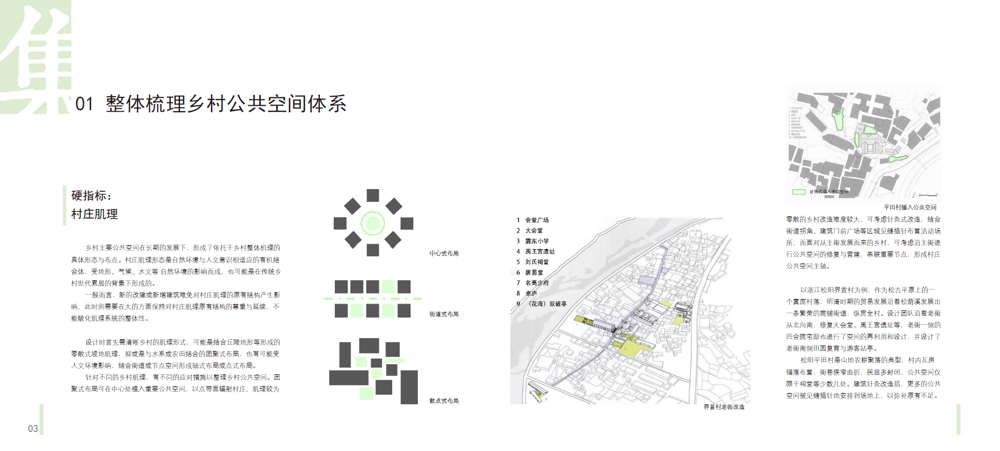 集
01 整体梳理乡村公共空间体系
硬指标：
村庄肌理
乡村主要公共空间在长期的发展下，形成了依托于乡村整体机理的
具体形态与布点。村庄肌理形态是自然环境与人文意识相适应的有机结
合体，受地形、气候、水文等 自然环境的影响而成，也可能是在传统乡
村世代累居的背景下形成的。
一般而言，新的改建或新增建筑难免对村庄肌理的原有结构产生影
响，此时则需要在大的方面保持对村庄肌理原有结构的尊重与延续，不
能破化肌理系统的整体性。
设计时首先需清晰乡村的肌理形式，可能是结合丘陵地形等形成的
零散式坡地肌理，抑或是与水系或农田结合的团聚式布局，也有可能受
人文环境影响，结合街道或节点空间形成轴式布局或点式布局。
针对不同的乡村肌理，有不同的应对措施以整理乡村公共空间。团
聚式布局可在中心处植入重要公共空间，以点带面辐射村庄；肌理较为
中心式布局
街道式布局
散点式布局
1 会堂广场
2 大会堂
3 震东小学
4 禹王宫遗址
5 刘氏祠堂
6 居易堂
7 名高少府
8 卓庐
9 （花海）双破亭
界首村老街改造
针灸式插入活动空间
平田村插入公共空间
零散的乡村改造难度较大，可考虑针灸式改造，结合
街道拐角、建筑门前广场等区域见缝插针布置活动场
所；而面对从主街发展而来的乡村，可考虑沿主街进
行公共空间的修复与营建，串联重要节点，形成村庄
公共空间主轴。
以浙江松阳界首村为例，作为松古平原上的一
个富庶村落，明清时期的贸易发展沿着松荫溪发展出
一条繁荣的商铺街道，纵贯全村。设计团队沿着老街
从北向南，修复大会堂、禹王宫遗址等，老街一侧的
四合院宅邸也进行了空间的再利用和设计，并设计了
老街南侧田园复育与游客站亭。
松阳平田村是山地农耕聚落的典型，村内瓦房
错落布置，街巷狭窄曲折，民居多封闭，公共空间仅
限于祠堂等少数几处。建筑针灸改造后，更多的公共
空间被见缝插针地安排到场地上，以弥补原有不足。
03